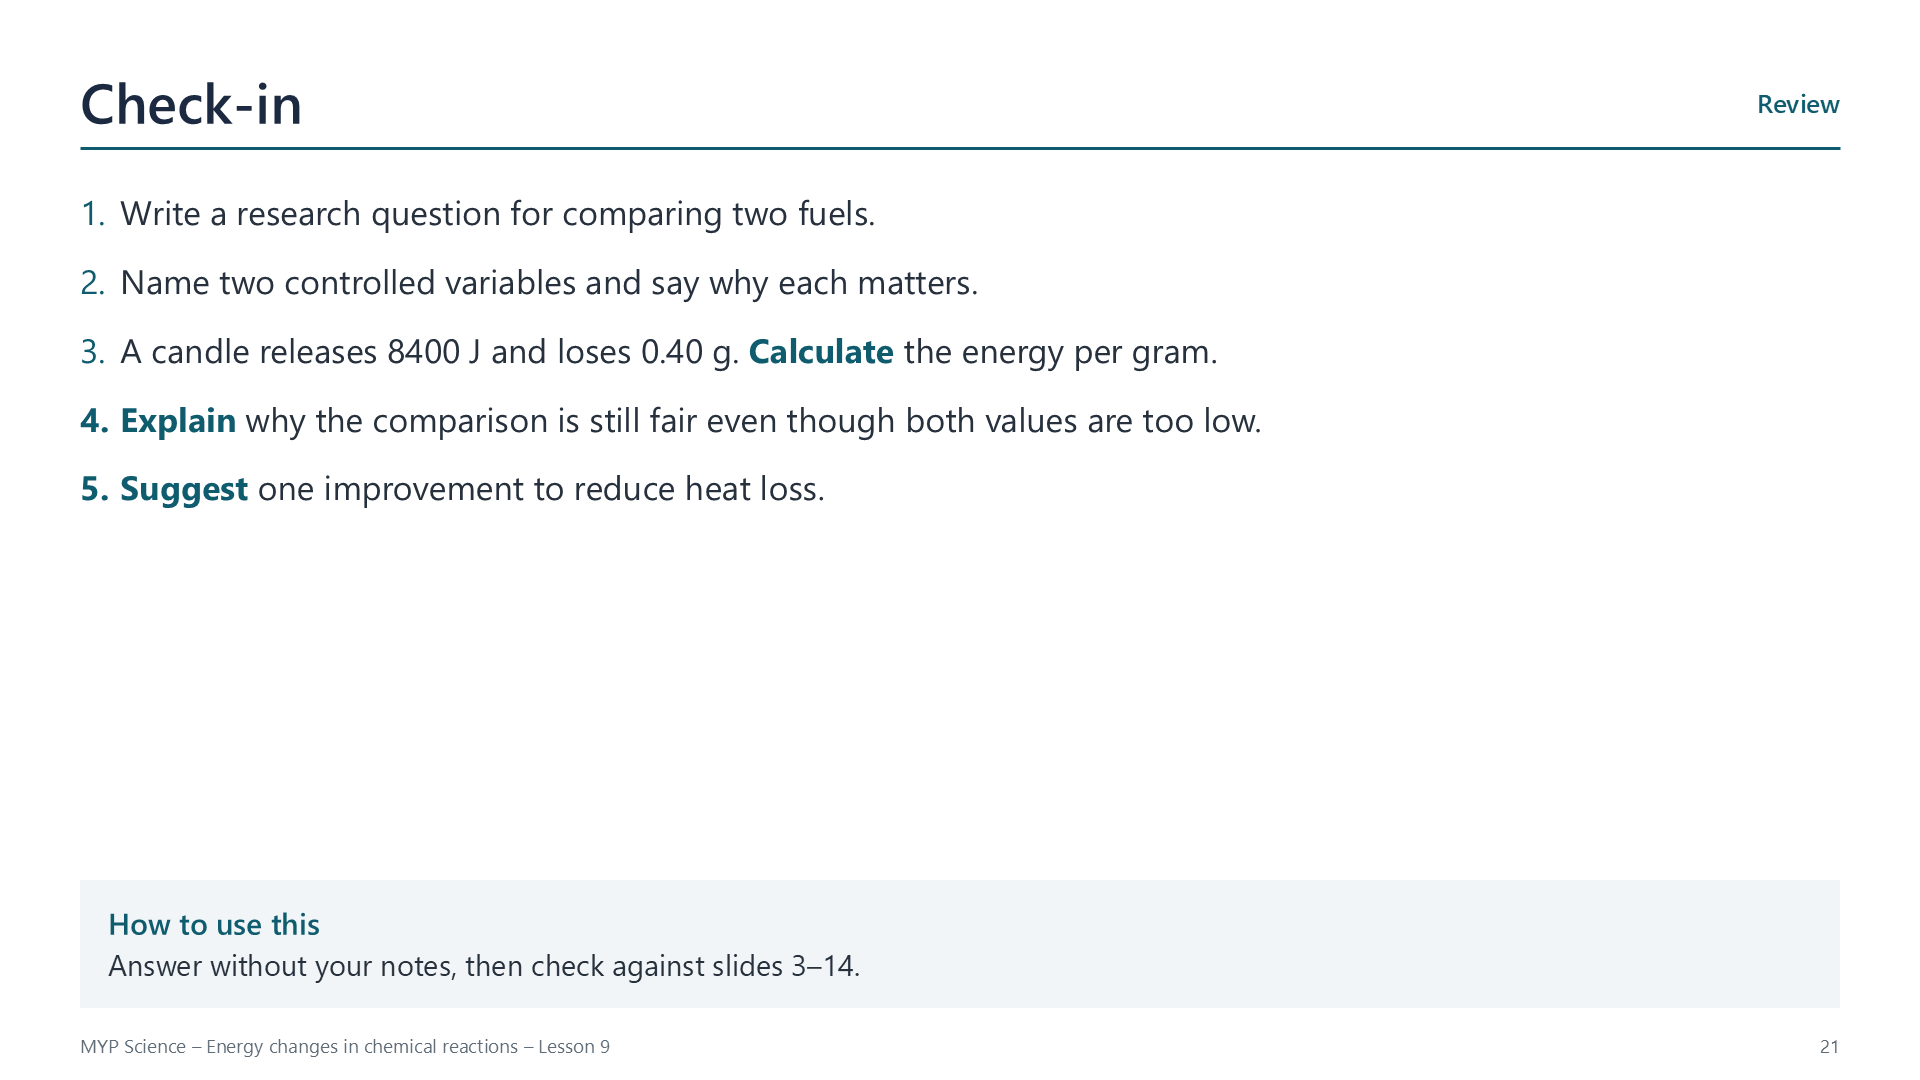 Check-in
Review
1. Write a research question for comparing two fuels.
2. Name two controlled variables and say why each matters.
3. A candle releases 8400 J and loses 0.40 g. Calculate the energy per gram.
4. Explain why the comparison is still fair even though both values are too low.
5. Suggest one improvement to reduce heat loss.
How to use this
Answer without your notes, then check against slides 3–14.
MYP Science – Energy changes in chemical reactions – Lesson 9
21